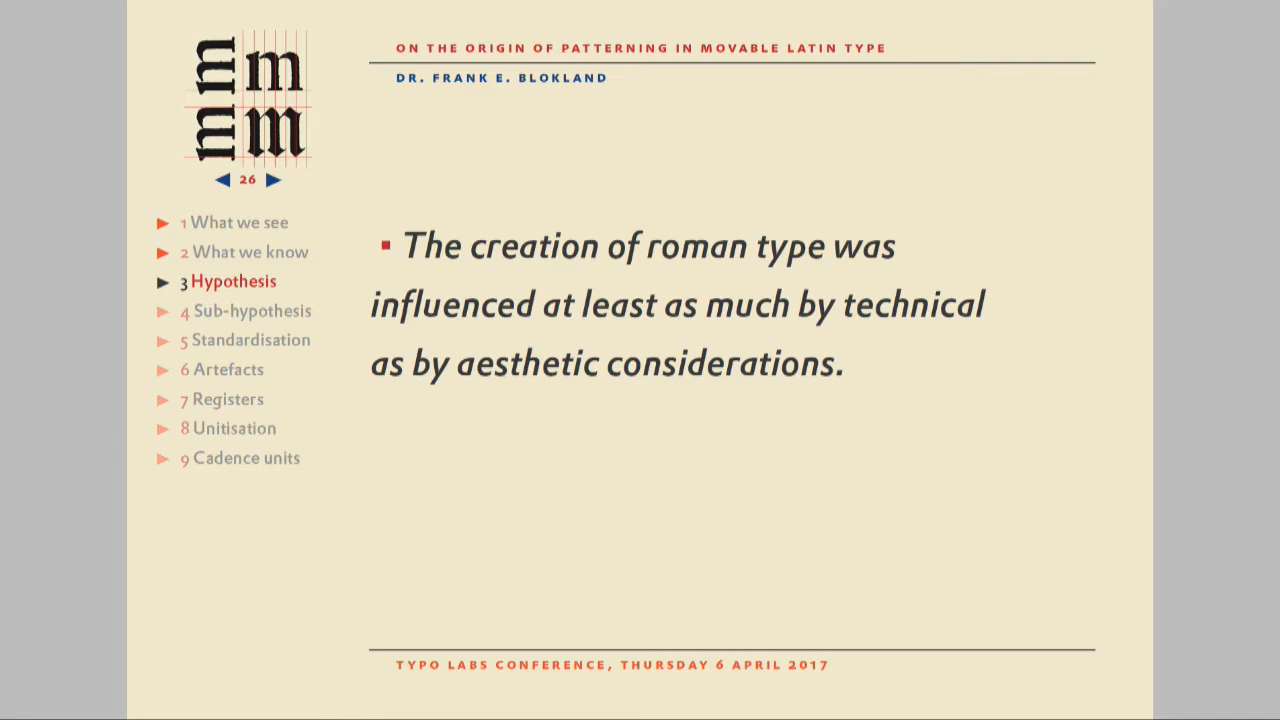 m m
m m
26
1 What we see
2 What we know
3 Hypothesis
4 Sub-hypothesis
5 Standardisation
6 Artefacts
7 Registers
8 Unitisation
9 Cadence units
ON THE ORIGIN OF PATTERNING IN MOVABLE LATIN TYPE
DR. FRANK E. BLOKLAND
▪ The creation of roman type was
influenced at least as much by technical
as by aesthetic considerations.
TYPO LABS CONFERENCE, THURSDAY 6 APRIL 2017